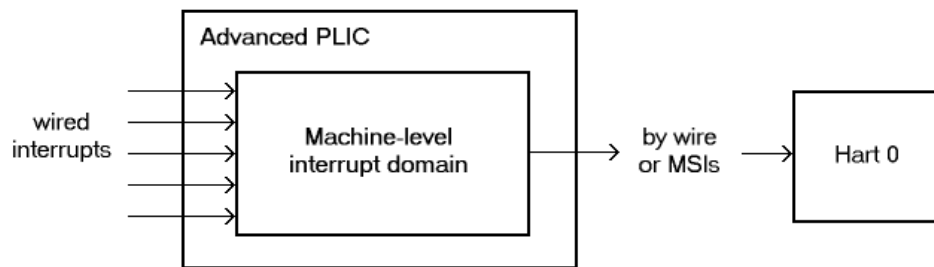 Advanced PLIC
wired
interrupts
Machine-level
interrupt domain
by wire
or MSIs
Hart 0